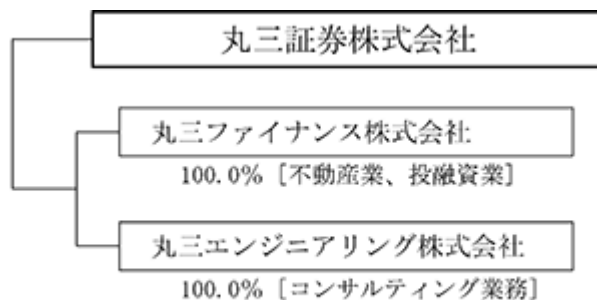 丸三証券株式会社
丸三ファイナンス株式会社
100.0% [不動産業、投融資業]
丸三エンジニアリング株式会社
100.0% [コンサルティング業務]